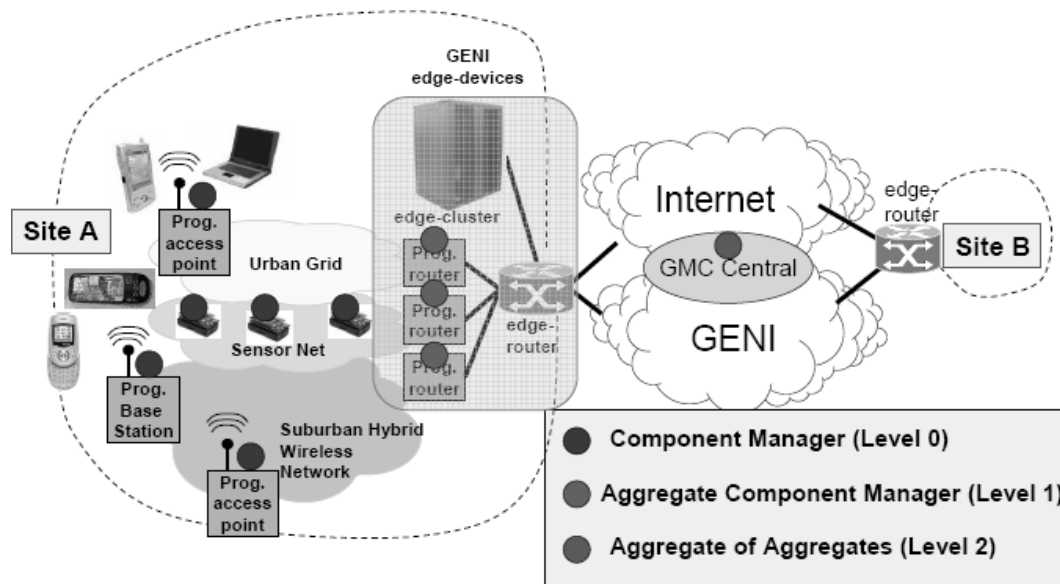 GENI
edge-devices
edge-cluster
Prog.
router
Prog.
router
Prog.
router
edge-
router
Site A
Prog.
access
point
Urban Grid
Sensor Net
Prog.
Base
Station
Suburban Hybrid
Wireless
Network
Prog.
access
point
Internet
GMC Central
GENI
edge-
router
Site B
Component Manager (Level 0)
Aggregate Component Manager (Level 1)
Aggregate of Aggregates (Level 2)